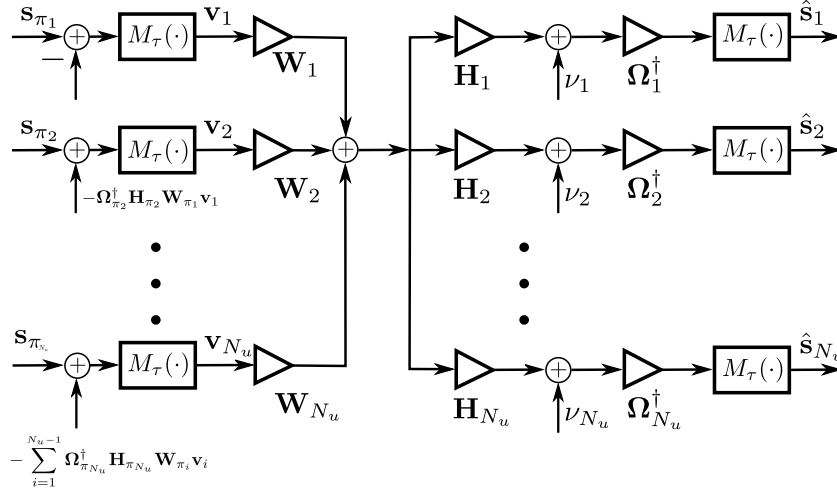 s_{π_1} + − M_τ(·) v_1 W_1
s_{π_2} + M_τ(·) v_2 W_2
−Ω^†_{π_2} H_{π_2} W_{π_1} v_1
s_{π_{N_u}} + M_τ(·) v_{N_u} W_{N_u}
− \sum_{i=1}^{N_u-1} Ω^†_{π_{N_u}} H_{π_{N_u}} W_{π_i} v_i
+
H_1 + ν_1 Ω^†_1 M_τ(·) ŝ_1
H_2 + ν_2 Ω^†_2 M_τ(·) ŝ_2
H_{N_u} + ν_{N_u} Ω^†_{N_u} M_τ(·) ŝ_{N_u}